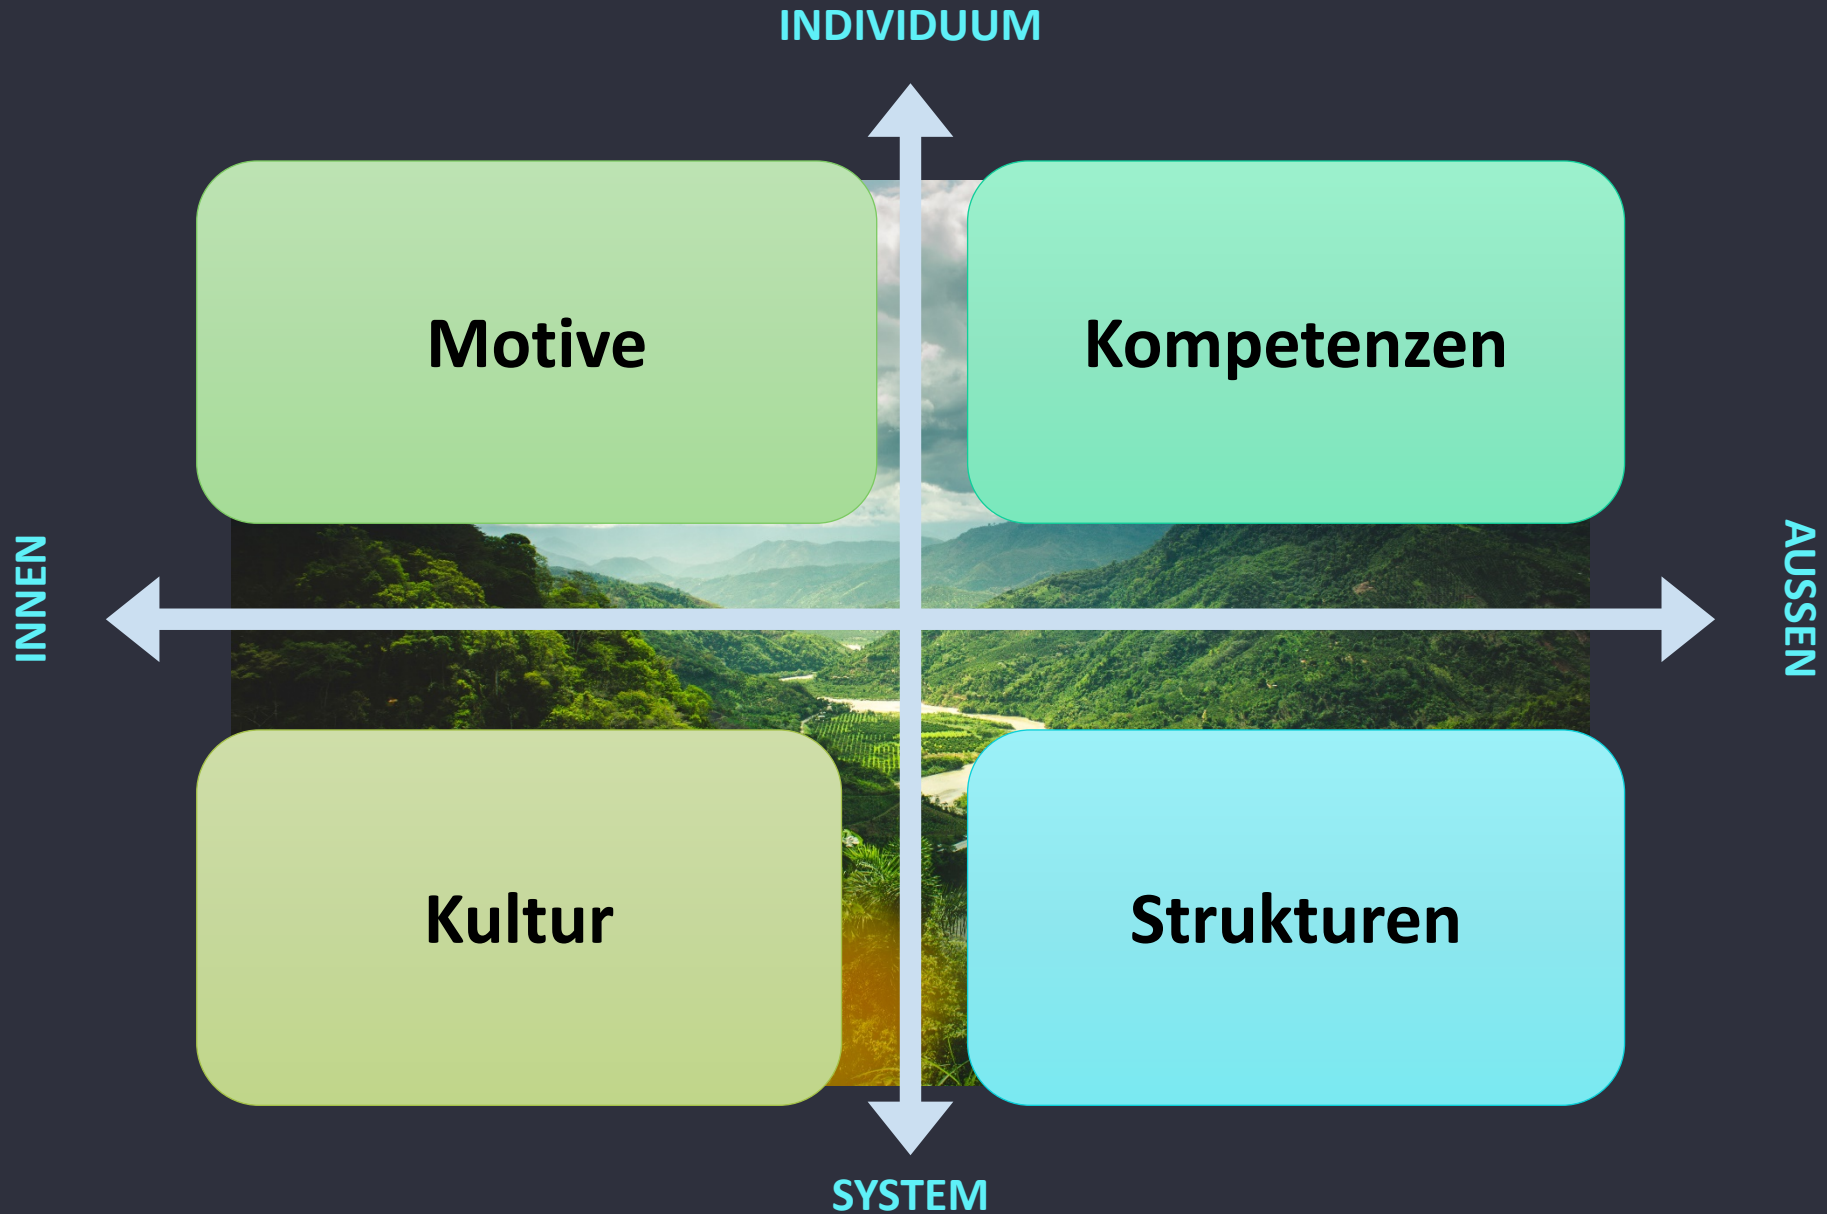 INDIVIDUUM
Motive
Kompetenzen
INNEN
AUSSEN
Kultur
Strukturen
SYSTEM